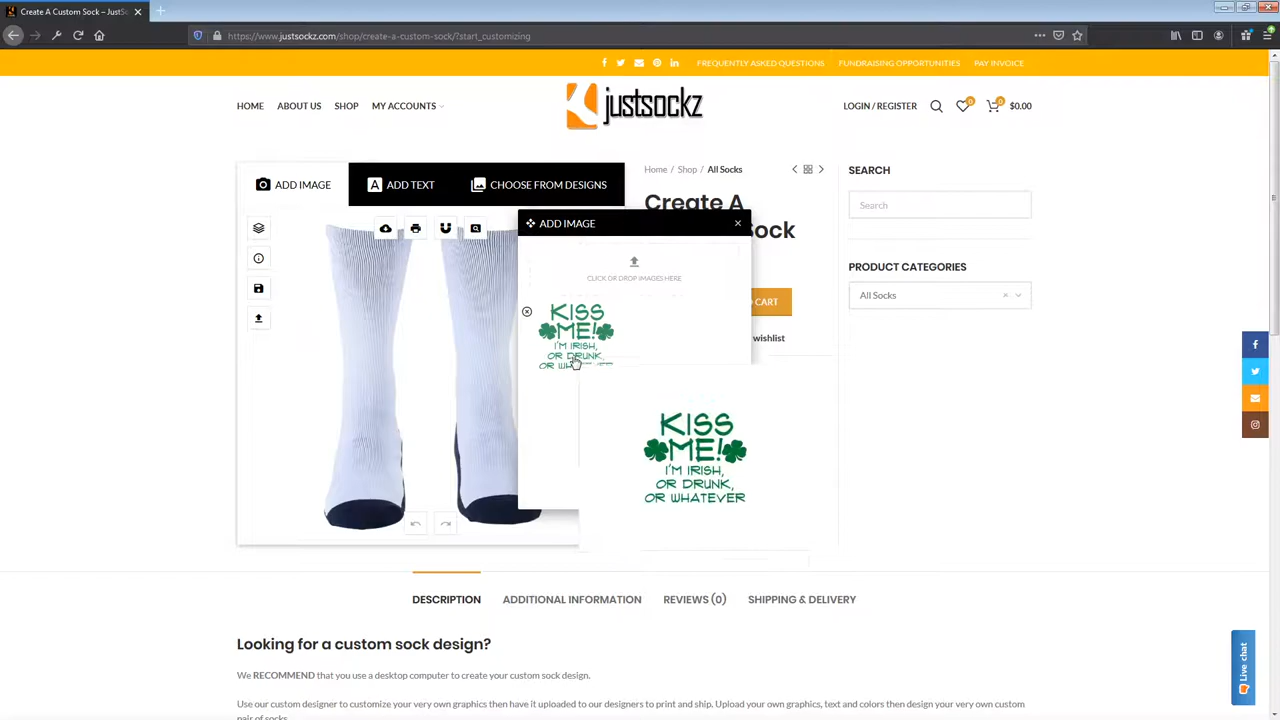 Create A Custom Sock – JustSo
https://www.justsockz.com/shop/create-a-custom-sock/?start_customizing
FREQUENTLY ASKED QUESTIONS
FUNDRAISING OPPORTUNITIES
PAY INVOICE
HOME
ABOUT US
SHOP
MY ACCOUNTS
justsockz
LOGIN / REGISTER
0
0
$0.00
ADD IMAGE
ADD TEXT
CHOOSE FROM DESIGNS
Home / Shop / All Socks
Create A
Sock
ADD IMAGE
CLICK OR DROP IMAGES HERE
KISS
ME!
I'M IRISH,
OR DRUNK,
CART
wishlist
KISS
ME!
I'M IRISH,
OR DRUNK,
OR WHATEVER
SEARCH
Search
PRODUCT CATEGORIES
All Socks
Live chat
DESCRIPTION
ADDITIONAL INFORMATION
REVIEWS (0)
SHIPPING & DELIVERY
Looking for a custom sock design?
We RECOMMEND that you use a desktop computer to create your custom sock design.
Use our custom designer to customize your very own graphics then have it uploaded to our designers to print and ship. Upload your own graphics, text and colors then design your very own custom
pair of socks.